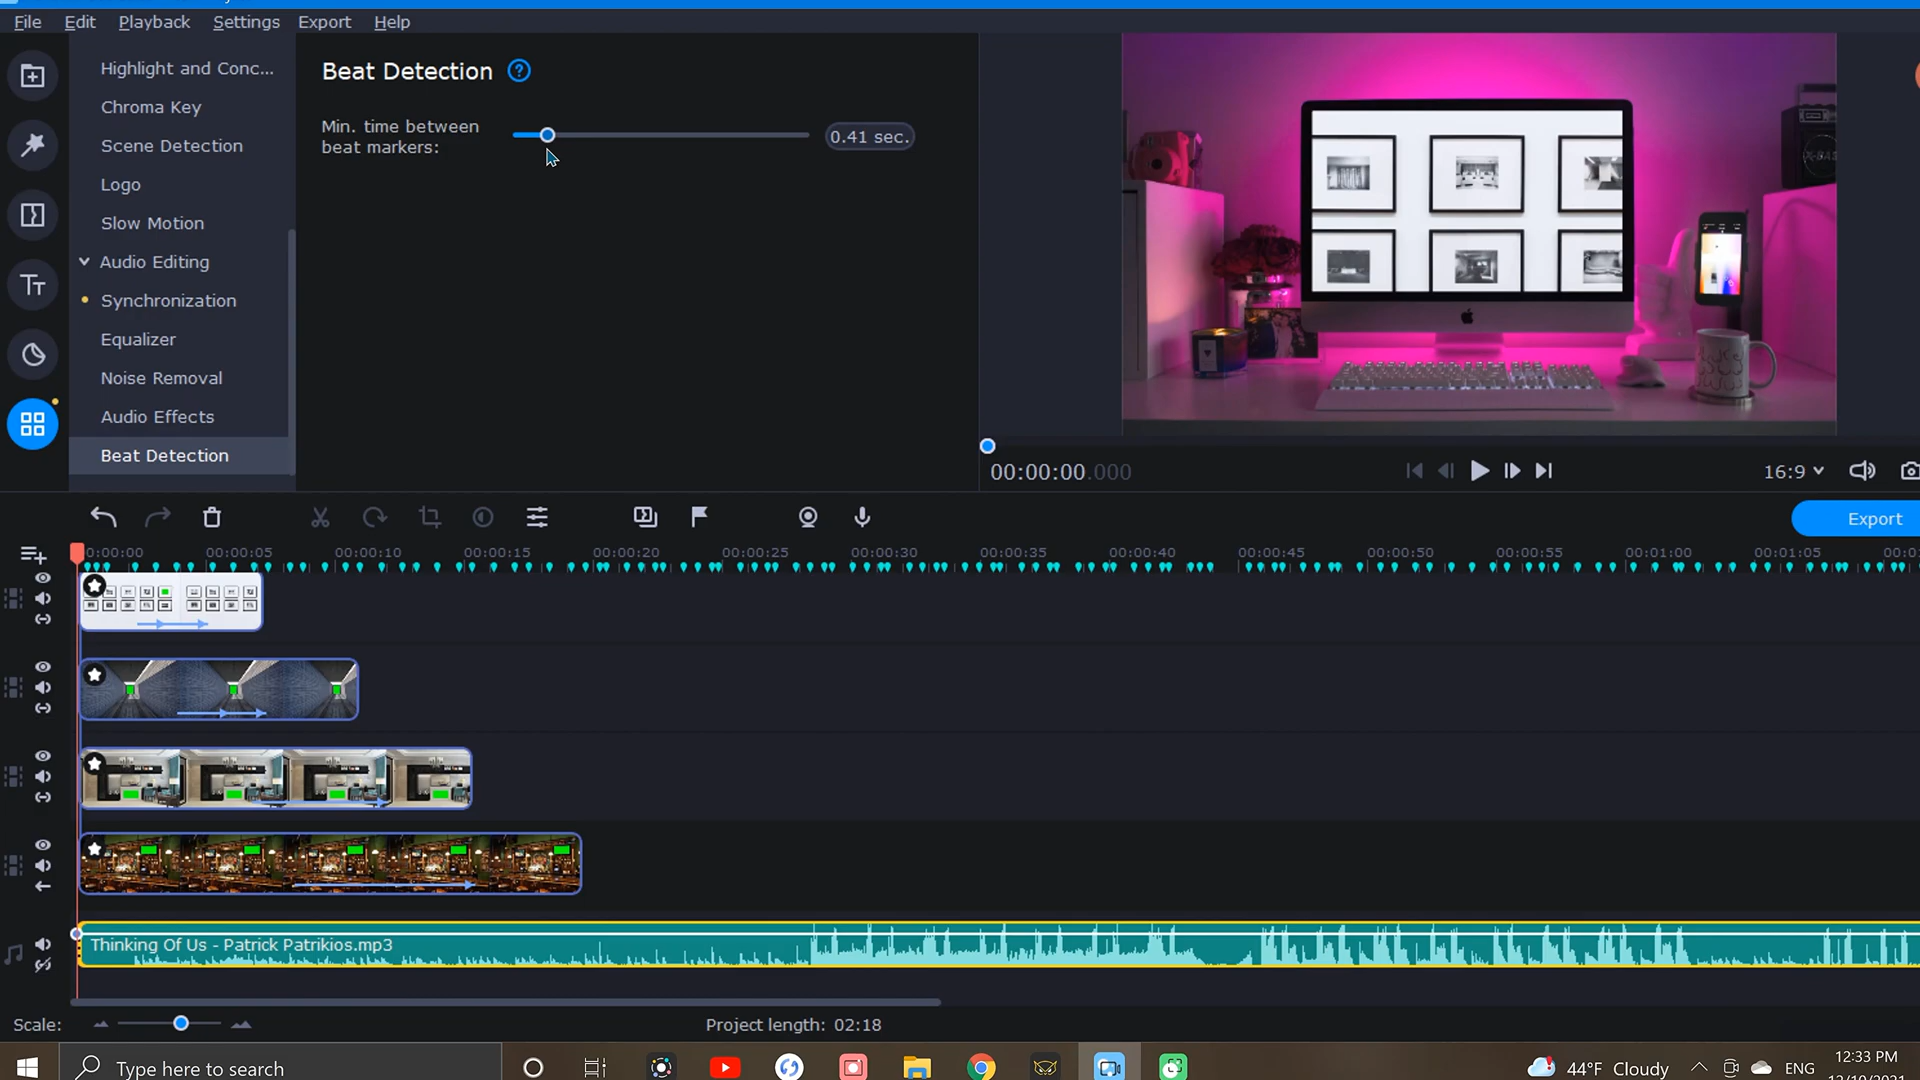 File Edit Playback Settings Export Help
Highlight and Conc...
Chroma Key
Scene Detection
Logo
Slow Motion
Audio Editing
Synchronization
Equalizer
Noise Removal
Audio Effects
Beat Detection
Beat Detection ?
Min. time between
beat markers:
0.41 sec.
00:00:00.000
16:9
Export
00:00:00 00:00:05 00:00:10 00:00:15 00:00:20 00:00:25 00:00:30 00:00:35 00:00:40 00:00:45 00:00:50 00:00:55 00:01:00 00:01:05
Thinking Of Us - Patrick Patrikios.mp3
Scale:
Project length: 02:18
Type here to search
44°F Cloudy
ENG
12:33 PM